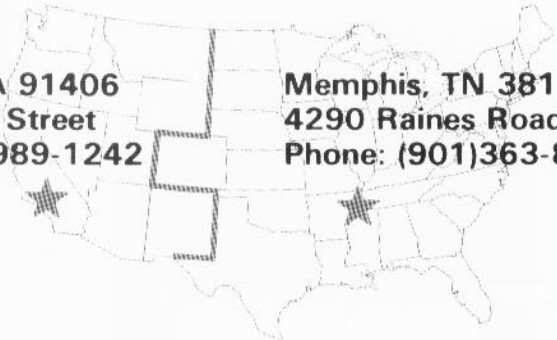 A 91406
Street
989-1242
Memphis, TN 381
4290 Raines Road
Phone: (901)363-8